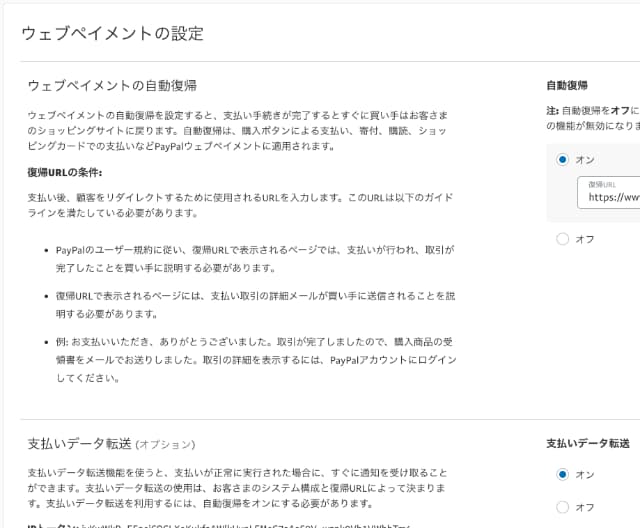 ウェブペイメントの設定
ウェブペイメントの自動復帰
自動復帰
ウェブペイメントの自動復帰を設定すると、支払い手続きが完了するとすぐに買い手はお客さま
のショッピングサイトに戻ります。自動復帰は、購入ボタンによる支払い、寄付、購読、ショッ
ピングカードでの支払いなどPayPalウェブペイメントに適用されます。
注: 自動復帰をオフに
の機能が無効になりま
オン
復帰URL
https://ww
オフ
復帰URLの条件:
支払い後、顧客をリダイレクトするために使用されるURLを入力します。このURLは以下のガイド
ラインを満たしている必要があります。
• PayPalのユーザー規約に従い、復帰URLで表示されるページでは、支払いが行われ、取引が
完了したことを買い手に説明する必要があります。
• 復帰URLで表示されるページには、支払い取引の詳細メールが買い手に送信されることを説
明する必要があります。
• 例: お支払いいただき、ありがとうございました。取引が完了しましたので、購入商品の受
領書をメールでお送りしました。取引の詳細を表示するには、PayPalアカウントにログイン
してください。
支払いデータ転送 (オプション)
支払いデータ転送
支払いデータ転送機能を使うと、支払いが正常に実行された場合に、すぐに通知を受け取ること
ができます。支払いデータ転送の使用は、お客さまのシステム構成と復帰URLによって決まりま
す。支払いデータ転送を利用するには、自動復帰をオンにする必要があります。
オン
オフ
IDトークン: